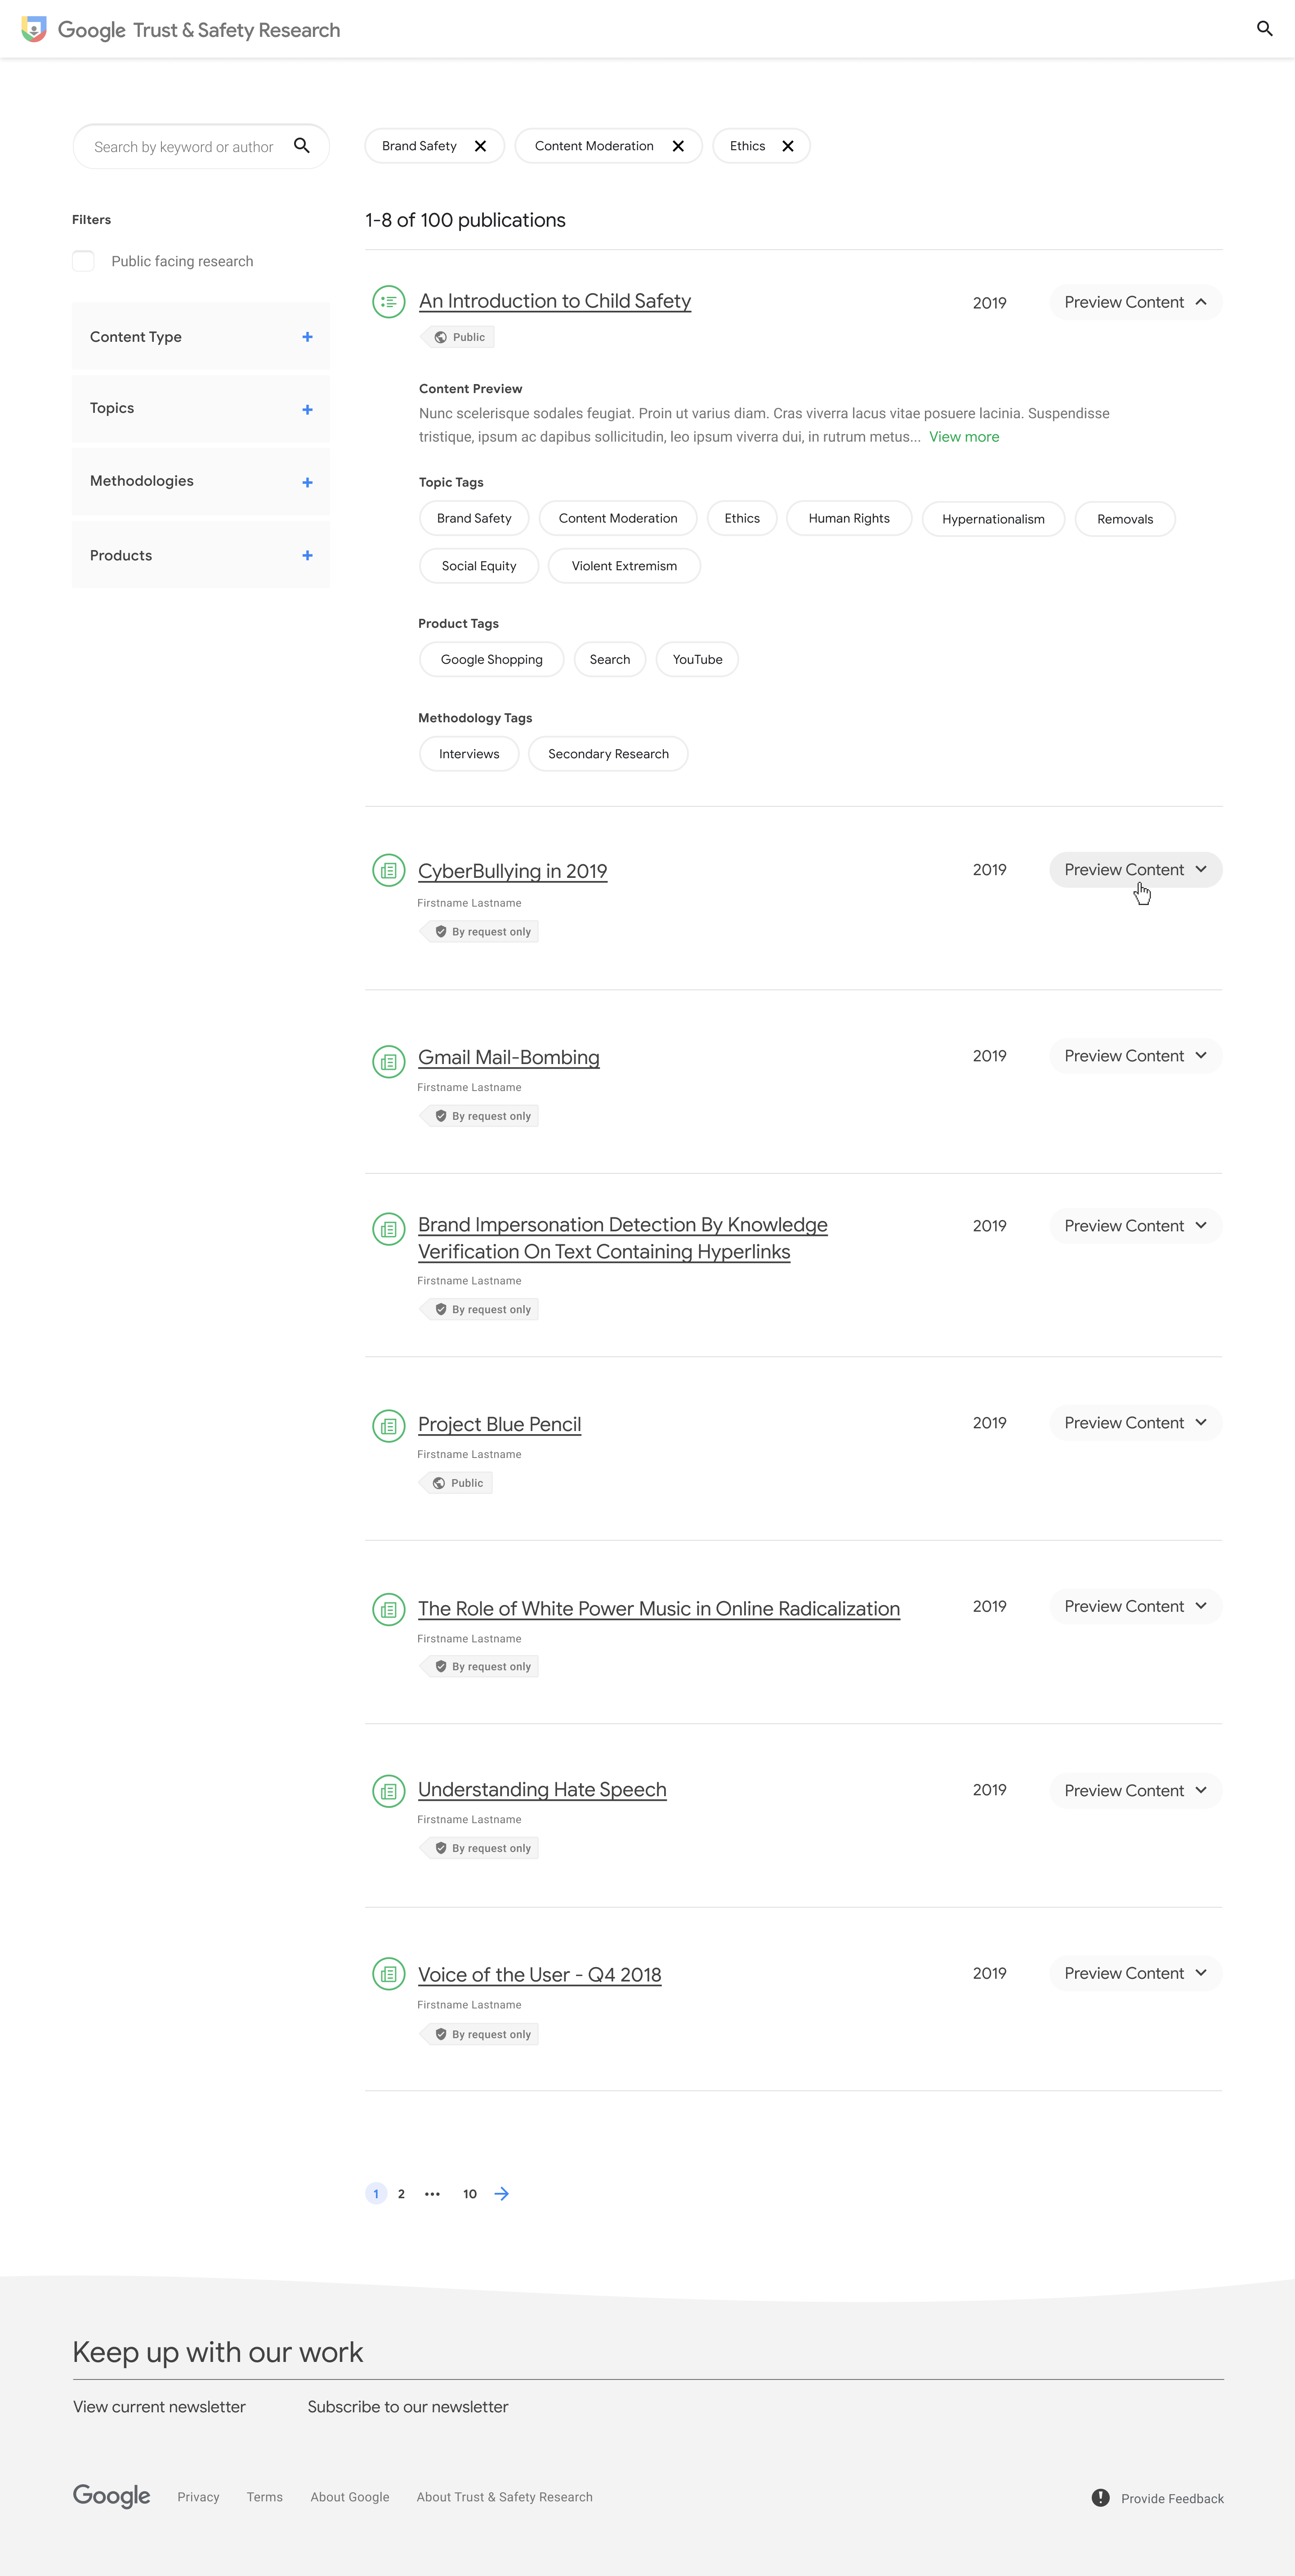 Google Trust & Safety Research
Search by keyword or author
Brand Safety
Content Moderation
Ethics
Filters
Public facing research
Content Type
Topics
Methodologies
Products
1-8 of 100 publications
An Introduction to Child Safety
2019
Preview Content
Public
Content Preview
Nunc scelerisque sodales feugiat. Proin ut varius diam. Cras viverra lacus vitae posuere lacinia. Suspendisse
tristique, ipsum ac dapibus sollicitudin, leo ipsum viverra dui, in rutrum metus... View more
Topic Tags
Brand Safety
Content Moderation
Ethics
Human Rights
Hypernationalism
Removals
Social Equity
Violent Extremism
Product Tags
Google Shopping
Search
YouTube
Methodology Tags
Interviews
Secondary Research
CyberBullying in 2019
2019
Preview Content
Firstname Lastname
By request only
Gmail Mail-Bombing
2019
Preview Content
Firstname Lastname
By request only
Brand Impersonation Detection By Knowledge
Verification On Text Containing Hyperlinks
2019
Preview Content
Firstname Lastname
By request only
Project Blue Pencil
2019
Preview Content
Firstname Lastname
Public
The Role of White Power Music in Online Radicalization
2019
Preview Content
Firstname Lastname
By request only
Understanding Hate Speech
2019
Preview Content
Firstname Lastname
By request only
Voice of the User - Q4 2018
2019
Preview Content
Firstname Lastname
By request only
1 2 ••• 10
Keep up with our work
View current newsletter
Subscribe to our newsletter
Google
Privacy
Terms
About Google
About Trust & Safety Research
Provide Feedback